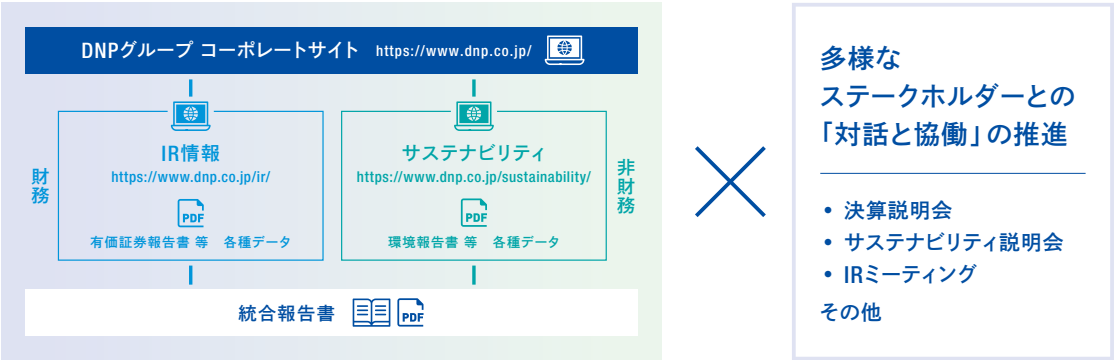 DNPグループ コーポレートサイト https://www.dnp.co.jp/
財務
IR情報
https://www.dnp.co.jp/ir/
PDF
有価証券報告書 等 各種データ
サステナビリティ
https://www.dnp.co.jp/sustainability/
PDF
環境報告書 等 各種データ
非財務
統合報告書 PDF
多様な
ステークホルダーとの
「対話と協働」の推進
• 決算説明会
• サステナビリティ説明会
• IRミーティング
その他